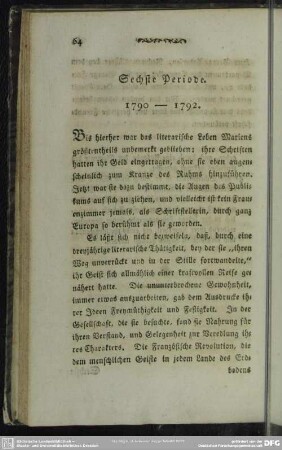 64
Sechste Periode.
1790 — 1792.
Bis hierher war das literarische Leben Mariens
größtentheils unbemerkt geblieben; ihre Schriften
hatten ihr Geld eingetragen, ohne sie eben augen-
scheinlich zum Kranze des Ruhms hinzuführen.
Jetzt war sie dazu bestimmt, die Augen des Publi-
kums auf sich zu ziehen, und vielleicht ist kein Frau-
enzimmer jemals, als Schriftstellerin, durch ganz
Europa so berühmt als sie geworden.
Es läßt sich nicht bezweifeln, daß, durch eine
dreyjährige literarische Thätigkeit, bey der sie „ihren
Weg unverrückt und in der Stille fortwandelte,“
ihr Geist sich allmählich einer kraftvollen Reife ge-
nähert hatte. Die ununterbrochene Gewohnheit,
immer etwas auszuarbeiten, gab dem Ausdrucke ih-
rer Ideen Freymüthigkeit und Festigkeit. In der
Gesellschaft, die sie besuchte, fand sie Nahrung für
ihren Verstand, und Gelegenheit zur Veredlung ih-
res Charakters. Die Französische Revolution, die
dem menschlichen Geiste in jedem Lande des Erd-
bodens